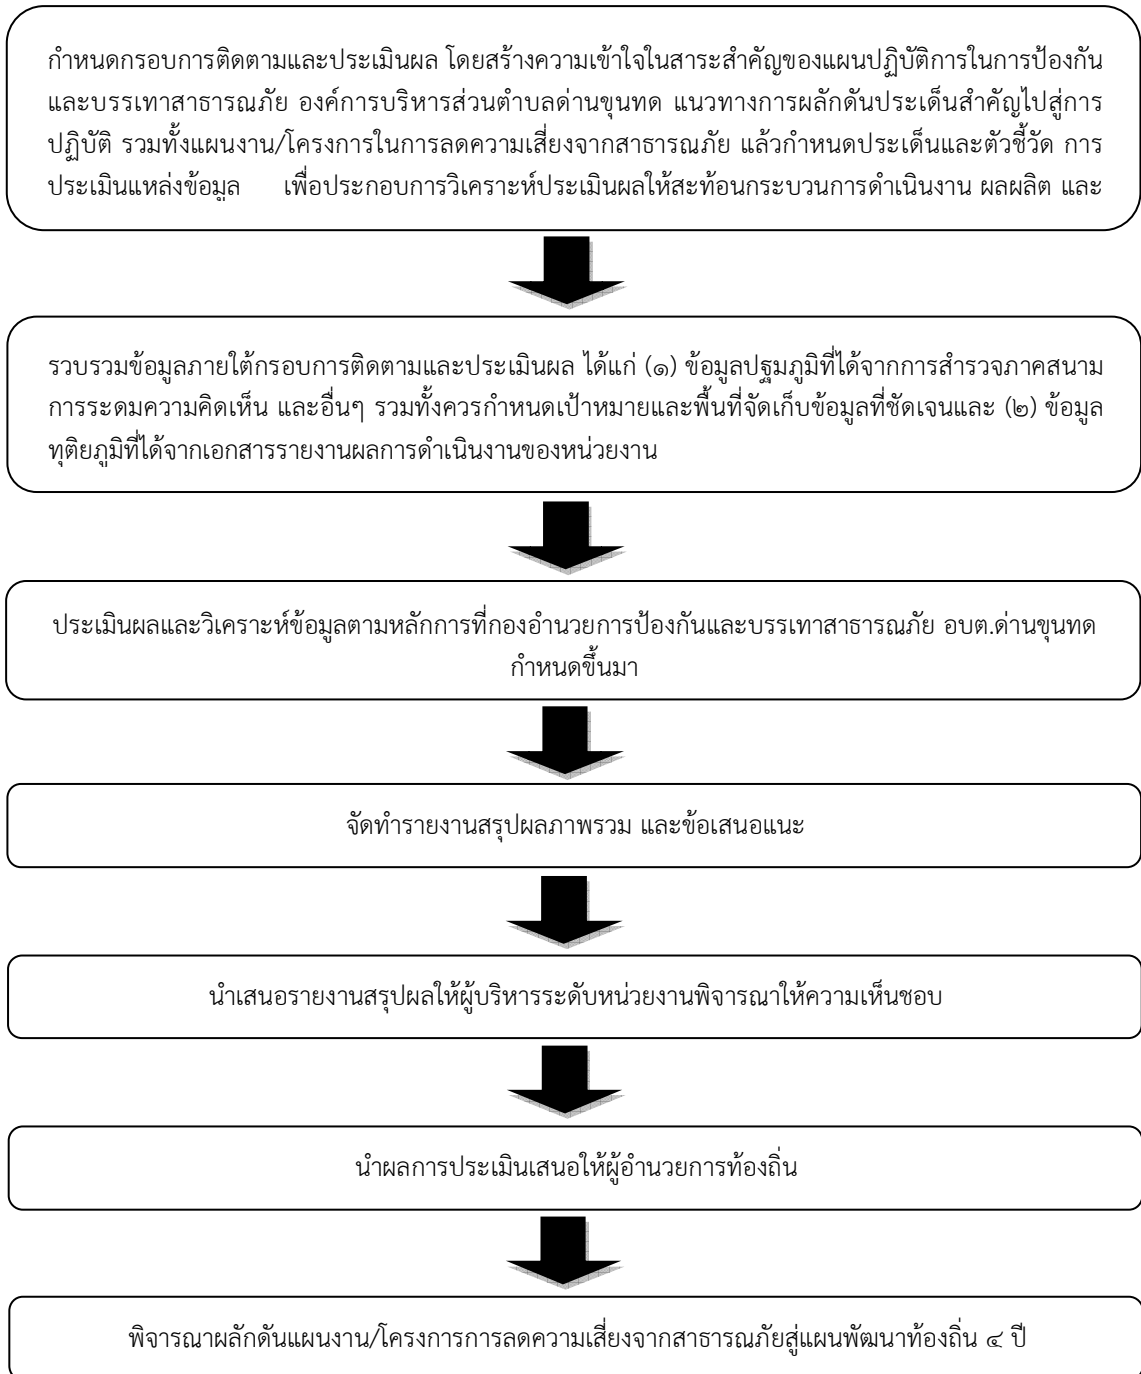 กำหนดกรอบการติดตามและประเมินผล โดยสร้างความเข้าใจในสาระสำคัญของแผนปฏิบัติการในการป้องกัน
และบรรเทาสาธารณภัย องค์การบริหารส่วนตำบลด่านขุนทด แนวทางการผลักดันประเด็นสำคัญไปสู่การ
ปฏิบัติ รวมทั้งแผนงาน/โครงการในการลดความเสี่ยงจากสาธารณภัย แล้วกำหนดประเด็นและตัวชี้วัด การ
ประเมินแหล่งข้อมูล เพื่อประกอบการวิเคราะห์ประเมินผลให้สะท้อนกระบวนการดำเนินงาน ผลผลิต และ
รวบรวมข้อมูลภายใต้กรอบการติดตามและประเมินผล ได้แก่ (๑) ข้อมูลปฐมภูมิที่ได้จากการสำรวจภาคสนาม
การระดมความคิดเห็น และอื่นๆ รวมทั้งควรกำหนดเป้าหมายและพื้นที่จัดเก็บข้อมูลที่ชัดเจนและ (๒) ข้อมูล
ทุติยภูมิที่ได้จากเอกสารรายงานผลการดำเนินงานของหน่วยงาน
ประเมินผลและวิเคราะห์ข้อมูลตามหลักการที่กองอำนวยการป้องกันและบรรเทาสาธารณภัย อบต.ด่านขุนทด
กำหนดขึ้นมา
จัดทำรายงานสรุปผลภาพรวม และข้อเสนอแนะ
นำเสนอรายงานสรุปผลให้ผู้บริหารระดับหน่วยงานพิจารณาให้ความเห็นชอบ
นำผลการประเมินเสนอให้ผู้อำนวยการท้องถิ่น
พิจารณาผลักดันแผนงาน/โครงการการลดความเสี่ยงจากสาธารณภัยสู่แผนพัฒนาท้องถิ่น ๔ ปี